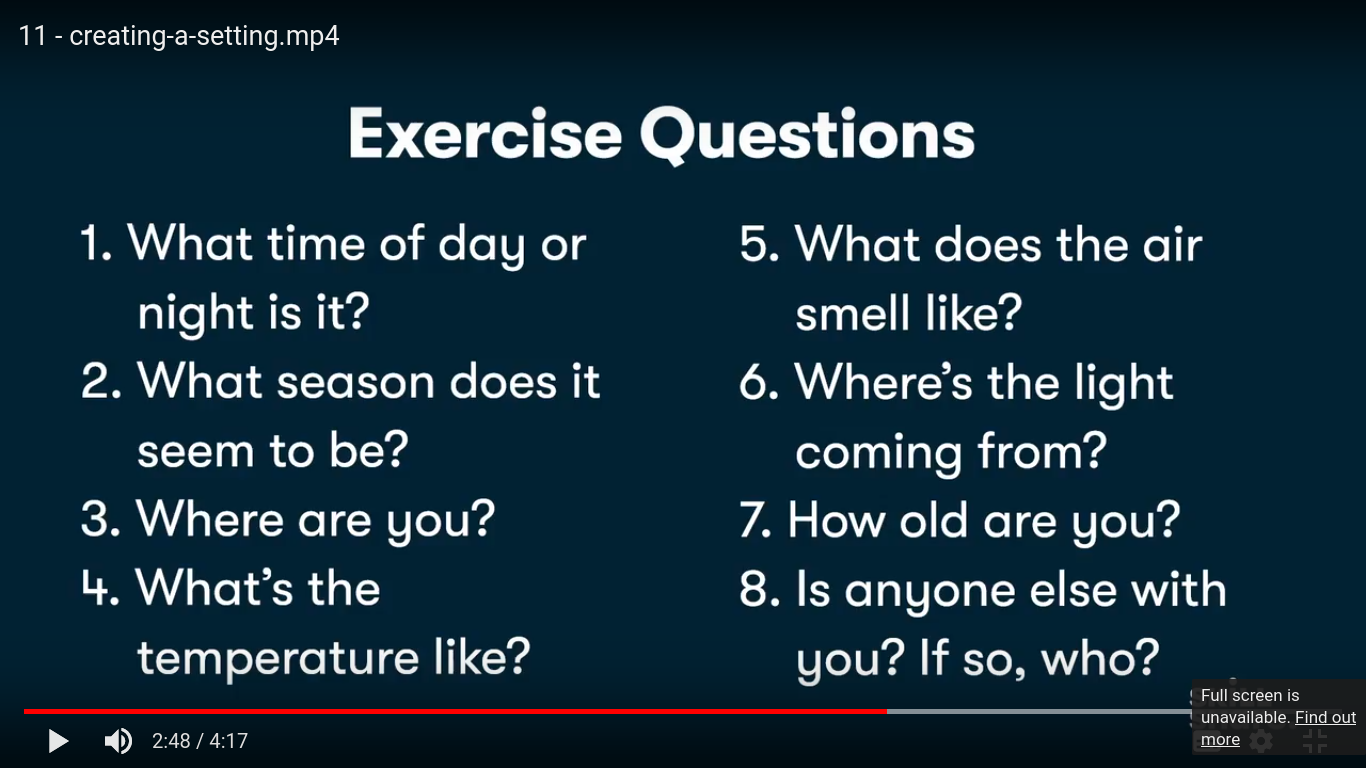 11 - creating-a-setting.mp4
Exercise Questions
1. What time of day or
night is it?
2. What season does it
seem to be?
3. Where are you?
4. What's the
temperature like?
5. What does the air
smell like?
6. Where's the light
coming from?
7. How old are you?
8. Is anyone else with
you? If so, who?
Full screen is
unavailable. Find out
more
2:48 / 4:17